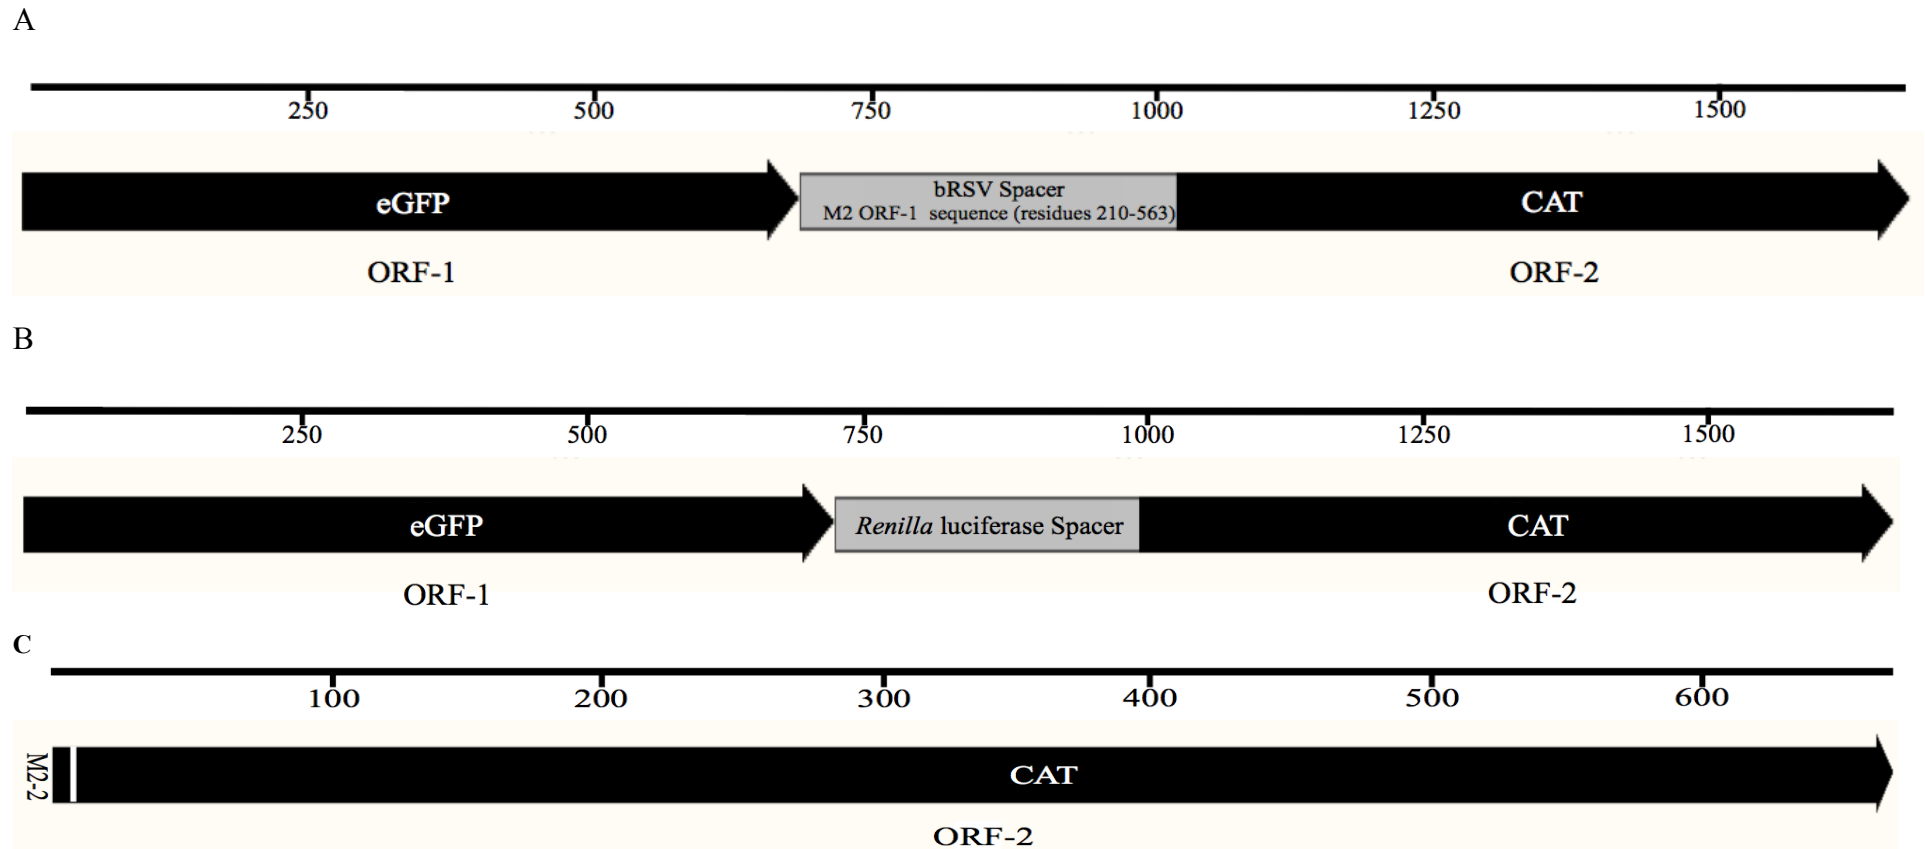 A
250 500 750 1000 1250 1500
eGFP
bRSV Spacer
M2 ORF-1 sequence (residues 210-563)
CAT
ORF-1
ORF-2
B
250 500 750 1000 1250 1500
eGFP
Renilla luciferase Spacer
CAT
ORF-1
ORF-2
C
100 200 300 400 500 600
M2-2
CAT
ORF-2